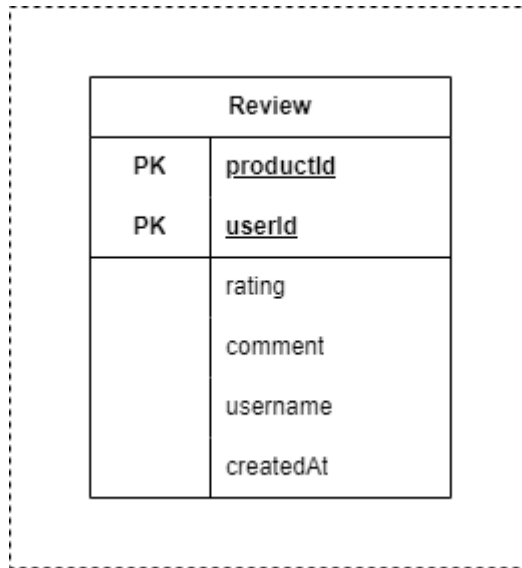 Review
PK productId
PK userId
rating
comment
username
createdAt